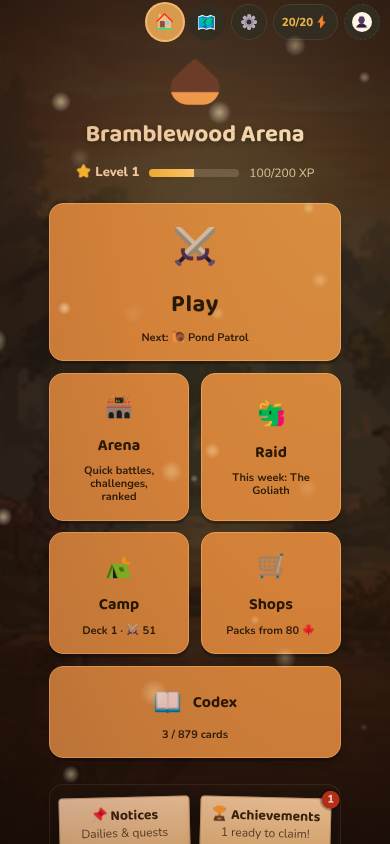 20/20
Bramblewood Arena
Level 1
100/200 XP
Play
Next: Pond Patrol
Arena
Quick battles,
challenges,
ranked
Raid
This week: The
Goliath
Camp
Deck 1 · 51
Shops
Packs from 80
Codex
3 / 879 cards
Notices
Dailies & quests
1
Achievements
1 ready to claim!